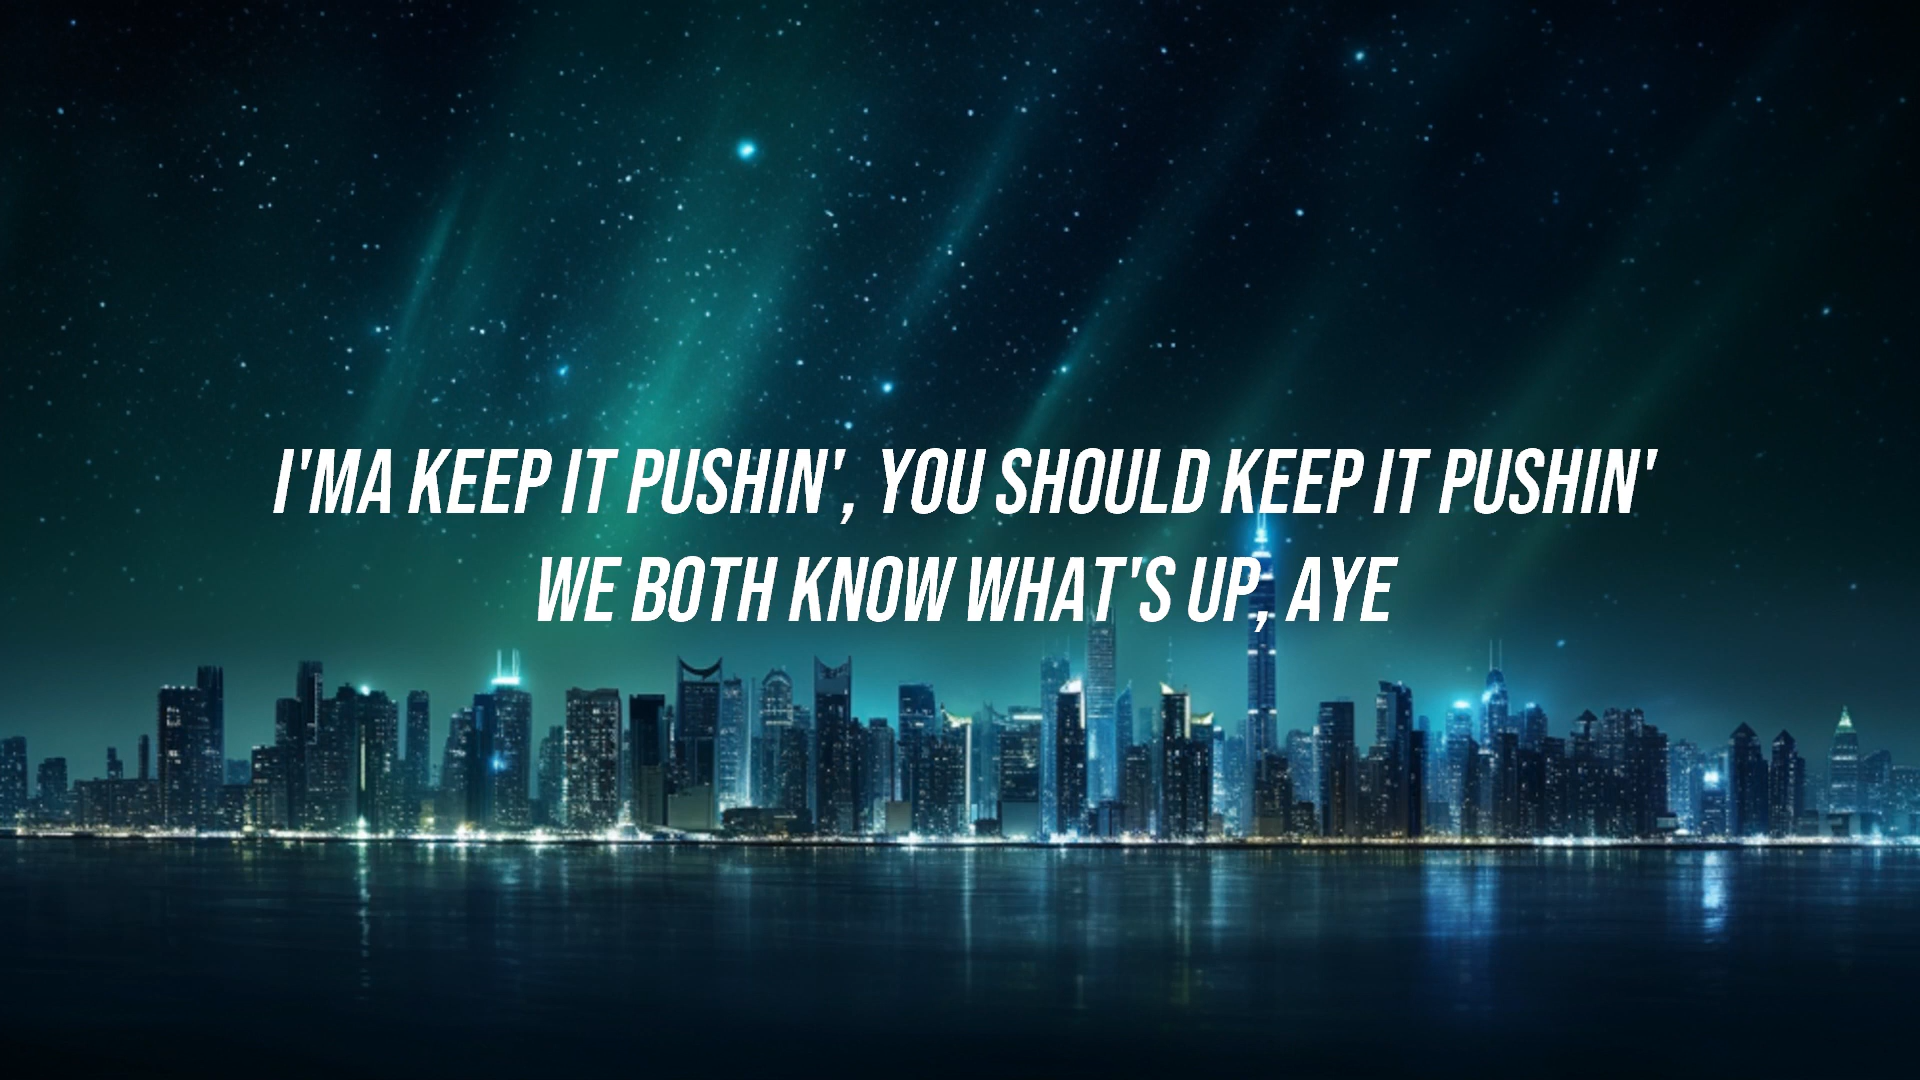 I'MA KEEP IT PUSHIN', YOU SHOULD KEEP IT PUSHIN'
WE BOTH KNOW WHAT'S UP, AYE